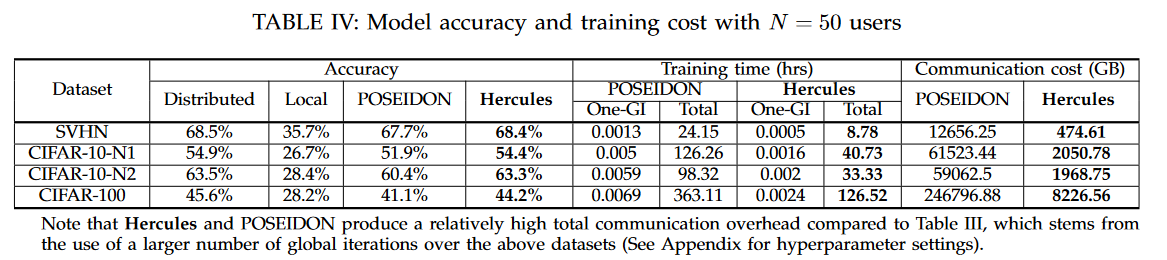 TABLE IV: Model accuracy and training cost with N = 50 users
Dataset Accuracy Training time (hrs) Communication cost (GB)
Distributed Local POSEIDON Hercules POSEIDON Hercules POSEIDON Hercules
One-GI Total One-GI Total
SVHN 68.5% 35.7% 67.7% 68.4% 0.0013 24.15 0.0005 8.78 12656.25 474.61
CIFAR-10-N1 54.9% 26.7% 51.9% 54.4% 0.005 126.26 0.0016 40.73 61523.44 2050.78
CIFAR-10-N2 63.5% 28.4% 60.4% 63.3% 0.0059 98.32 0.002 33.33 59062.5 1968.75
CIFAR-100 45.6% 28.2% 41.1% 44.2% 0.0069 363.11 0.0024 126.52 246796.88 8226.56
Note that Hercules and POSEIDON produce a relatively high total communication overhead compared to Table III, which stems from
the use of a larger number of global iterations over the above datasets (See Appendix for hyperparameter settings).